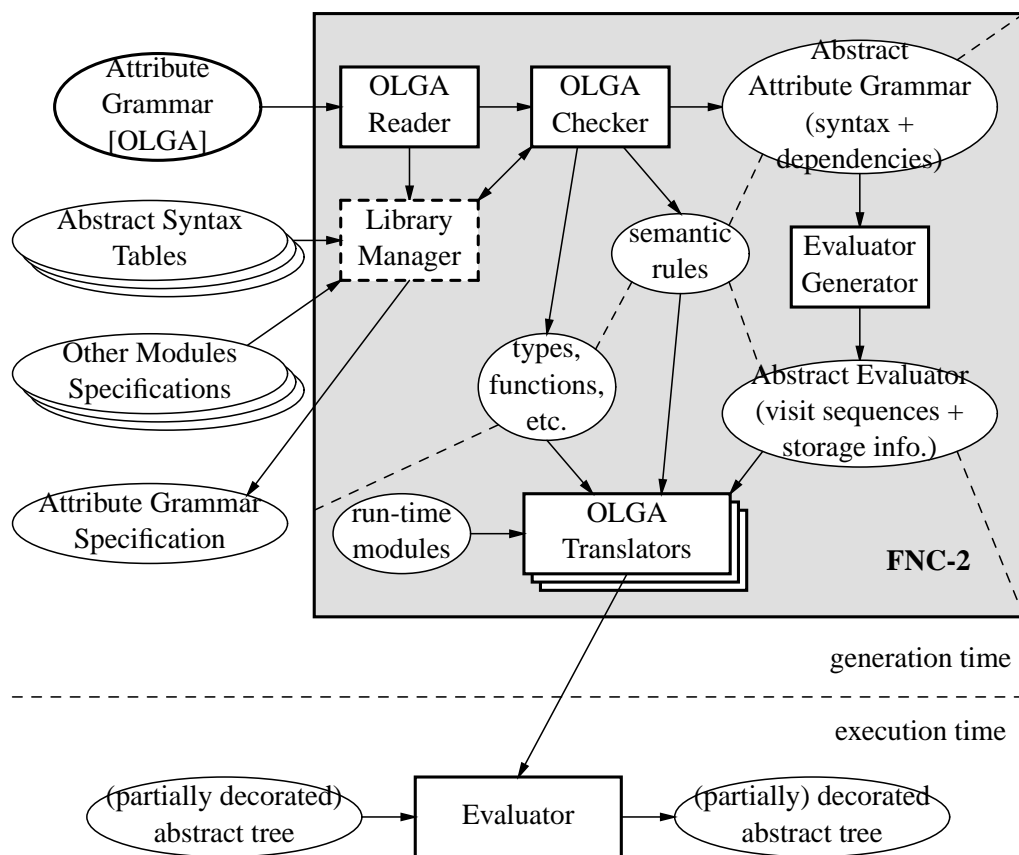 Attribute
Grammar
[OLGA]
OLGA
Reader
OLGA
Checker
Abstract
Attribute Grammar
(syntax +
dependencies)
Abstract Syntax
Tables
Library
Manager
semantic
rules
Evaluator
Generator
Other Modules
Specifications
types,
functions,
etc.
Abstract Evaluator
(visit sequences +
storage info.)
Attribute Grammar
Specification
run-time
modules
OLGA
Translators
FNC-2
generation time
execution time
(partially decorated)
abstract tree
Evaluator
(partially) decorated
abstract tree